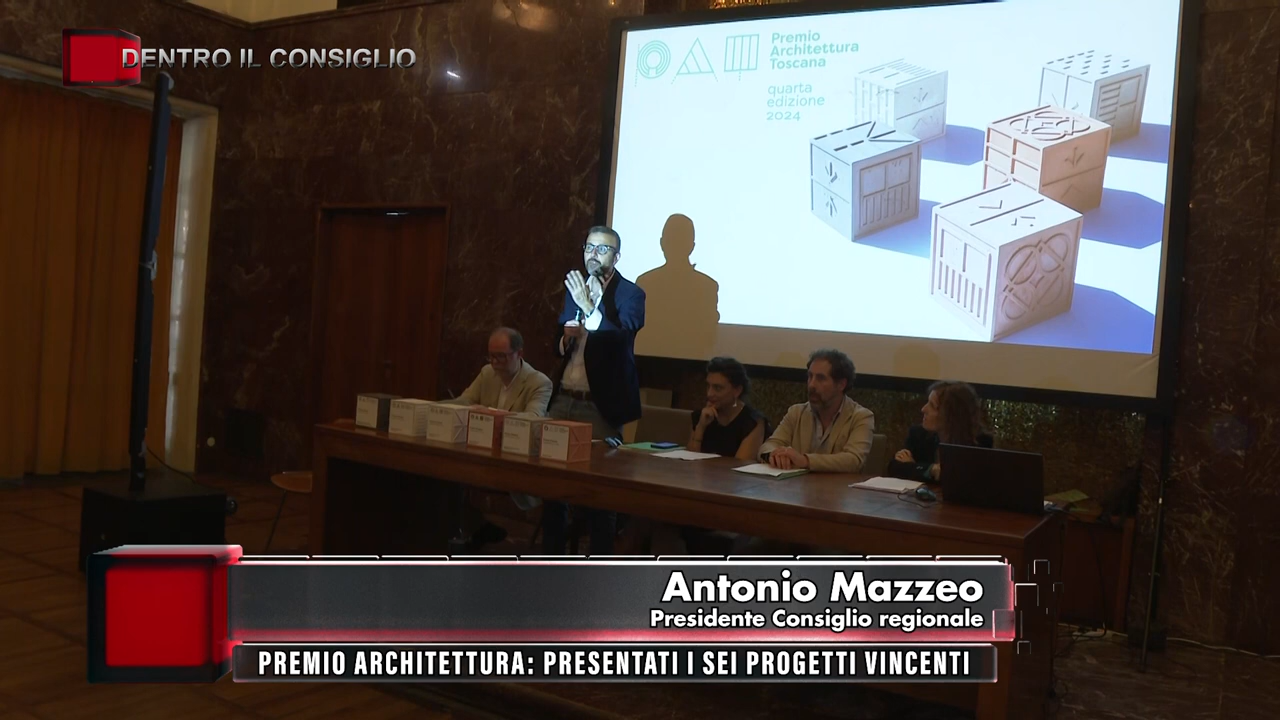 DENTRO IL CONSIGLIO
Premio
Architettura
Toscana
quarta
edizione
2024
Antonio Mazzeo
Presidente Consiglio regionale
PREMIO ARCHITETTURA: PRESENTATI I SEI PROGETTI VINCENTI